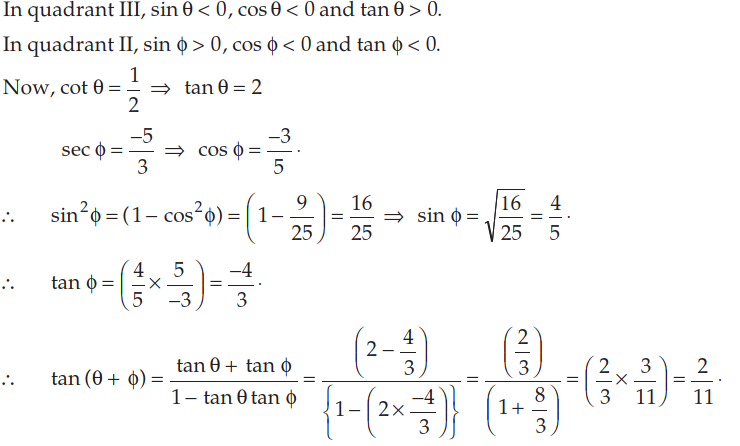 In quadrant III, sin θ < 0, cos θ < 0 and tan θ > 0.
In quadrant II, sin ϕ > 0, cos ϕ < 0 and tan ϕ < 0.
Now, cot θ = 1/2 ⇒ tan θ = 2
sec ϕ = −5/3 ⇒ cos ϕ = −3/5 ·
∴ sin²ϕ = (1 − cos²ϕ) = (1 − 9/25) = 16/25 ⇒ sin ϕ = √(16/25) = 4/5 ·
∴ tan ϕ = (4/5 × 5/−3) = −4/3 ·
∴ tan (θ + ϕ) = (tan θ + tan ϕ)/(1 − tan θ tan ϕ) = (2 − 4/3)/{1 − (2 × −4/3)} = (2/3)/(1 + 8/3) = (2/3 × 3/11) = 2/11 ·